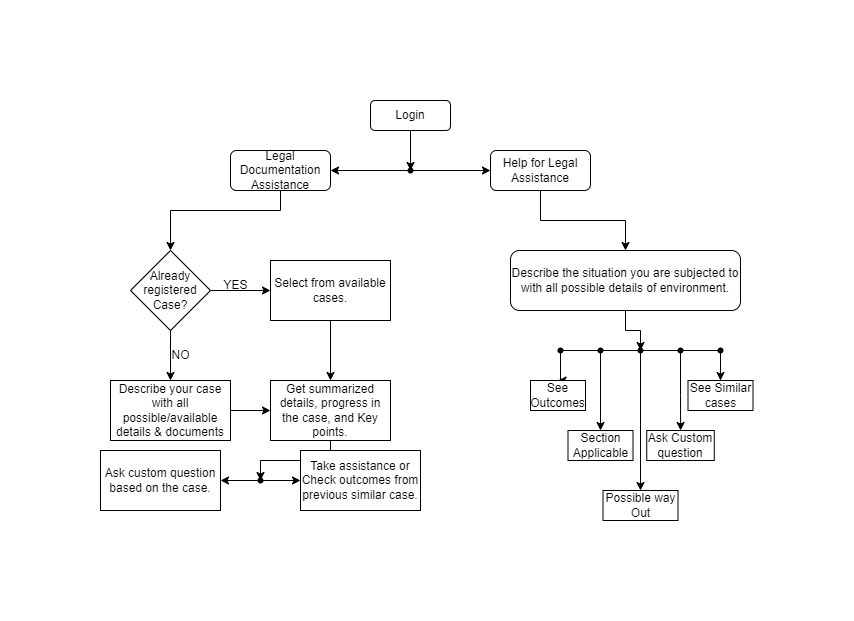 Login
Legal
Documentation
Assistance
Help for Legal
Assistance
Already
registered
Case?
YES
Select from available
cases.
Describe the situation you are subjected to
with all possible details of environment.
NO
Describe your case
with all
possible/available
details & documents
Get summarized
details, progress in
the case, and Key
points.
See
Outcomes
See Similar
cases
Section
Applicable
Ask Custom
question
Ask custom question
based on the case.
Take assistance or
Check outcomes from
previous similar case.
Possible way
Out